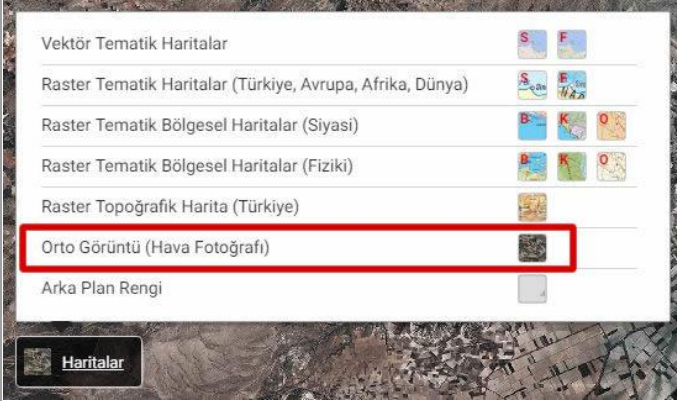 Vektör Tematik Haritalar S F
Raster Tematik Haritalar (Türkiye, Avrupa, Afrika, Dünya) S F
Raster Tematik Bölgesel Haritalar (Siyasi) B K O
Raster Tematik Bölgesel Haritalar (Fiziki) B K O
Raster Topoğrafik Harita (Türkiye)
Orto Görüntü (Hava Fotoğrafı)
Arka Plan Rengi
Haritalar